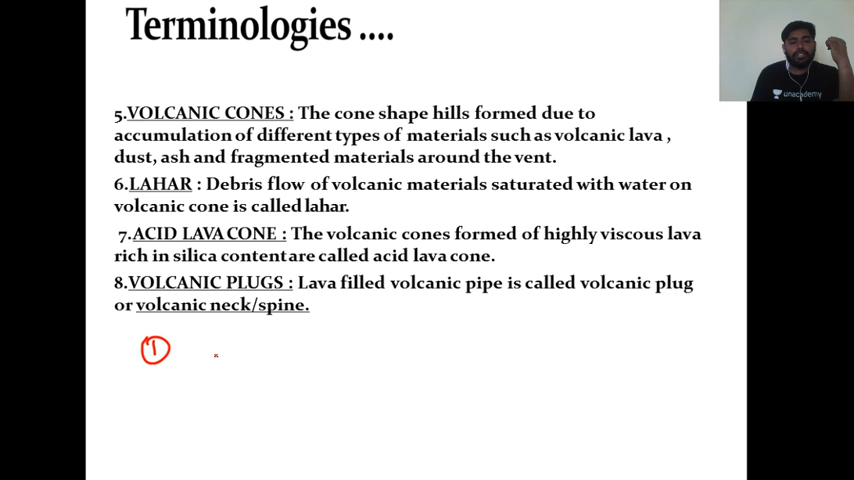 Terminologies ....
5.VOLCANIC CONES : The cone shape hills formed due to
accumulation of different types of materials such as volcanic lava ,
dust, ash and fragmented materials around the vent.
6.LAHAR : Debris flow of volcanic materials saturated with water on
volcanic cone is called lahar.
7.ACID LAVA CONE : The volcanic cones formed of highly viscous lava
rich in silica content are called acid lava cone.
8.VOLCANIC PLUGS : Lava filled volcanic pipe is called volcanic plug
or volcanic neck/spine.
1
unacademy